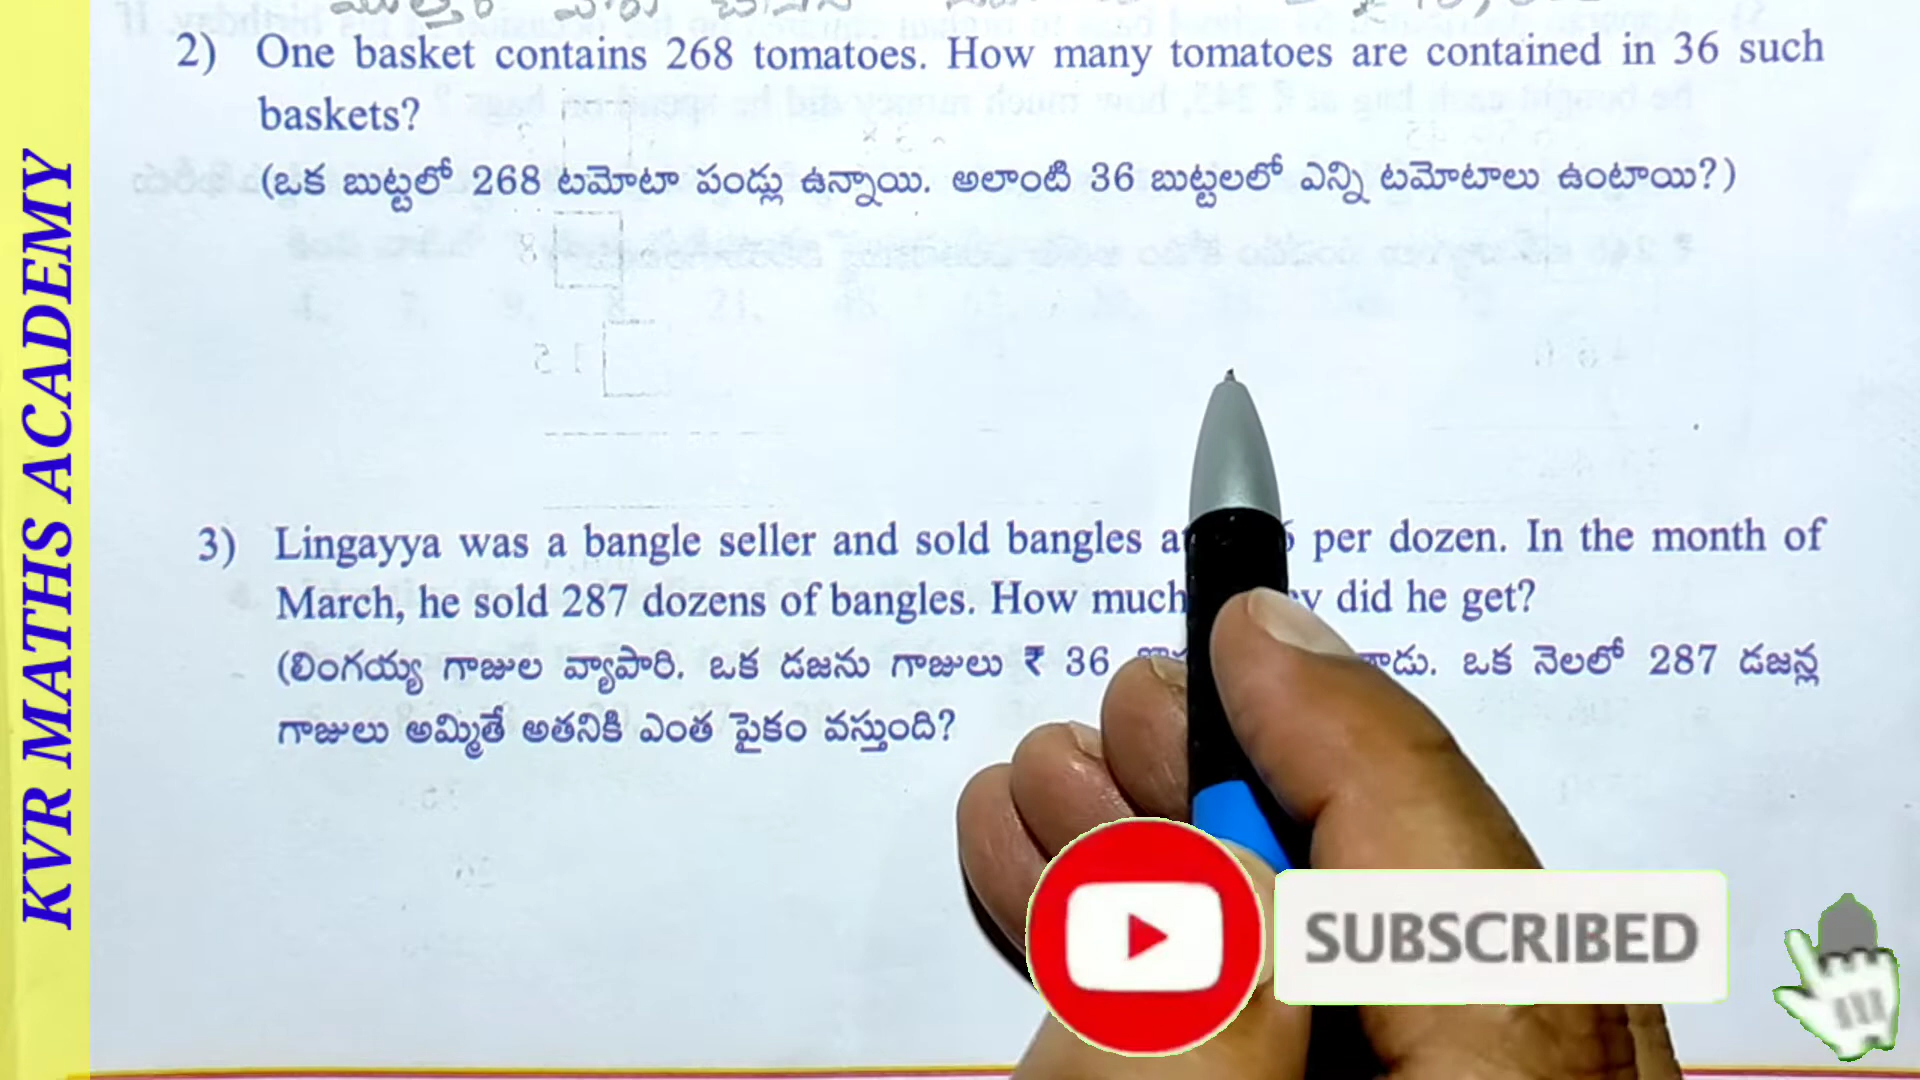 2) One basket contains 268 tomatoes. How many tomatoes are contained in 36 such
baskets?
(ఒక బుట్టలో 268 టమోటా పండ్లు ఉన్నాయి. అలాంటి 36 బుట్టలలో ఎన్ని టమోటాలు ఉంటాయి?)
3) Lingayya was a bangle seller and sold bangles per dozen. In the month of
March, he sold 287 dozens of bangles. How much did he get?
(లింగయ్య గాజుల వ్యాపారి. ఒక డజను గాజులు ₹ 36 ఒక నెలలో 287 డజన్ల
గాజులు అమ్మితే అతనికి ఎంత పైకం వస్తుంది?
KVR MATHS ACADEMY
SUBSCRIBED